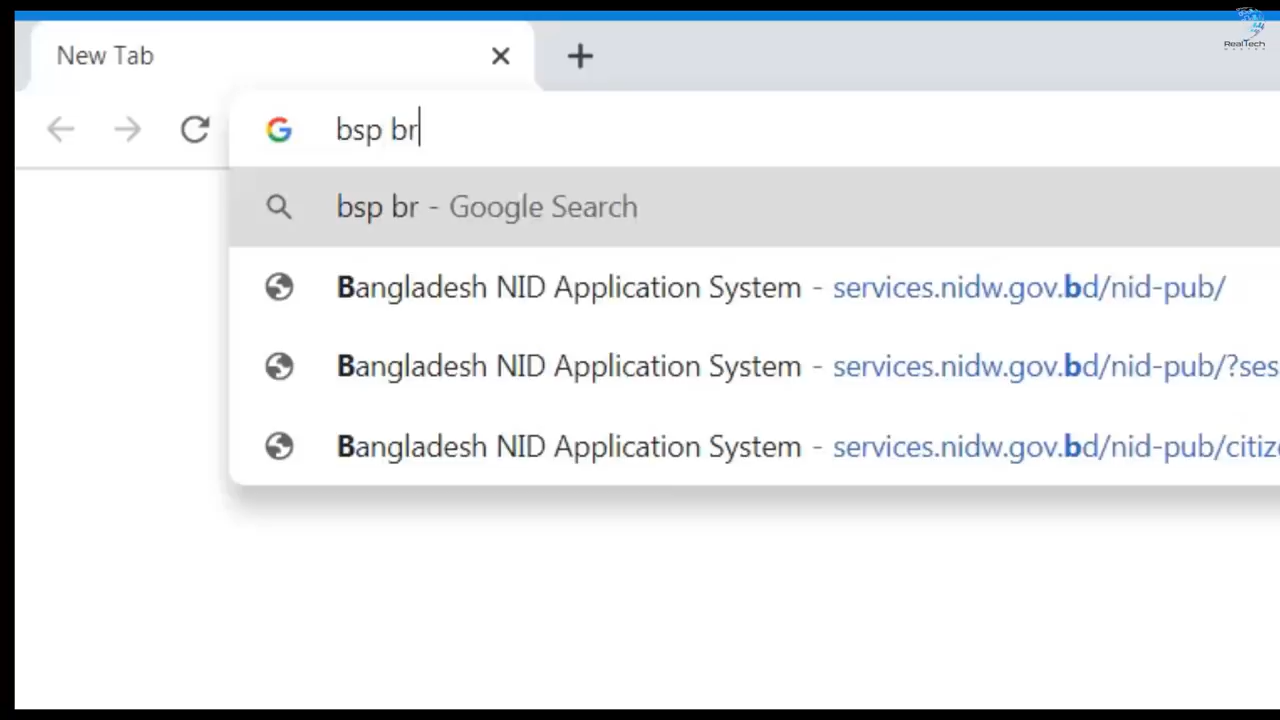 New Tab
RealTech
bsp br
bsp br - Google Search
Bangladesh NID Application System - services.nidw.gov.bd/nid-pub/
Bangladesh NID Application System - services.nidw.gov.bd/nid-pub/?ses
Bangladesh NID Application System - services.nidw.gov.bd/nid-pub/citiz